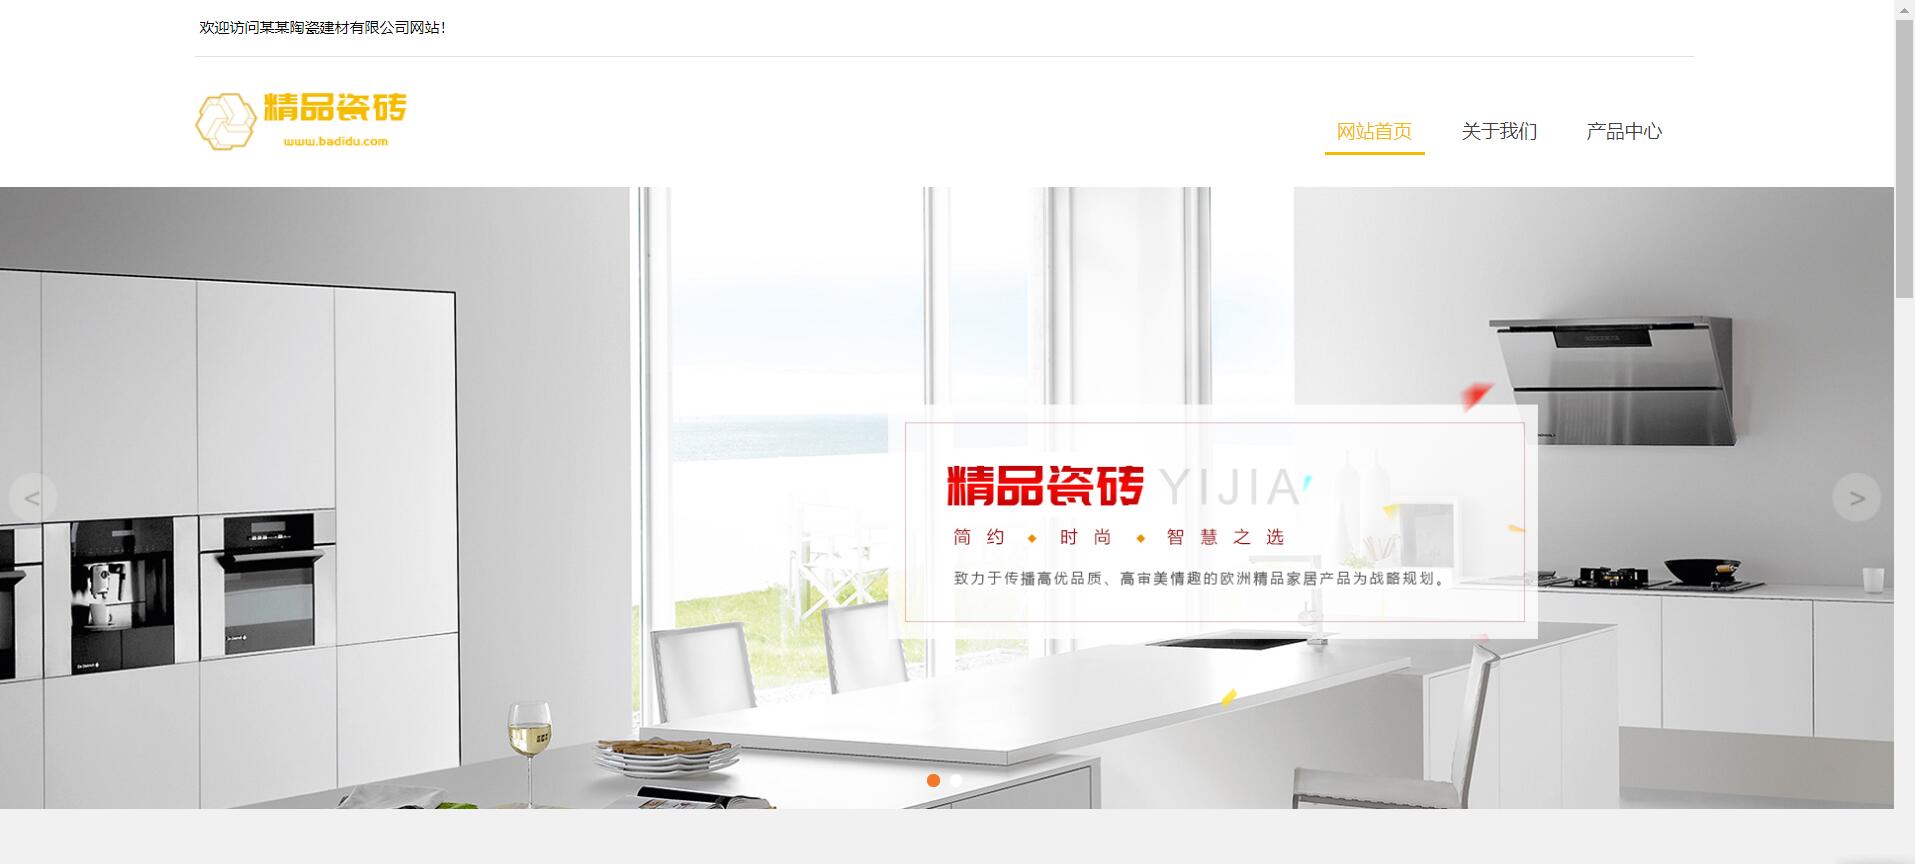 欢迎访问某某陶瓷建材有限公司网站！
精品瓷砖
www.badidu.com
网站首页 关于我们 产品中心
精品瓷砖 YIJIA
简约 ◆ 时尚 ◆ 智慧之选
致力于传播高优品质、高审美情趣的欧洲精品家居产品为战略规划。
< >